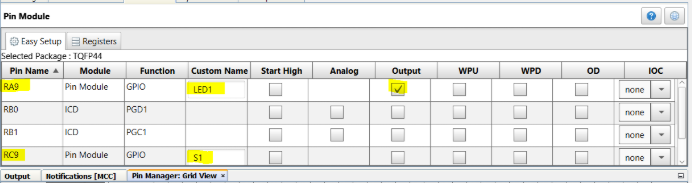 Pin Module
Easy Setup Registers
Selected Package : TQFP44
Pin Name Module Function Custom Name Start High Analog Output WPU WPD OD IOC
RA9 Pin Module GPIO LED1 none
RB0 ICD PGD1 none
RB1 ICD PGC1 none
RC9 Pin Module GPIO S1 none
Output Notifications [MCC] Pin Manager: Grid View ×